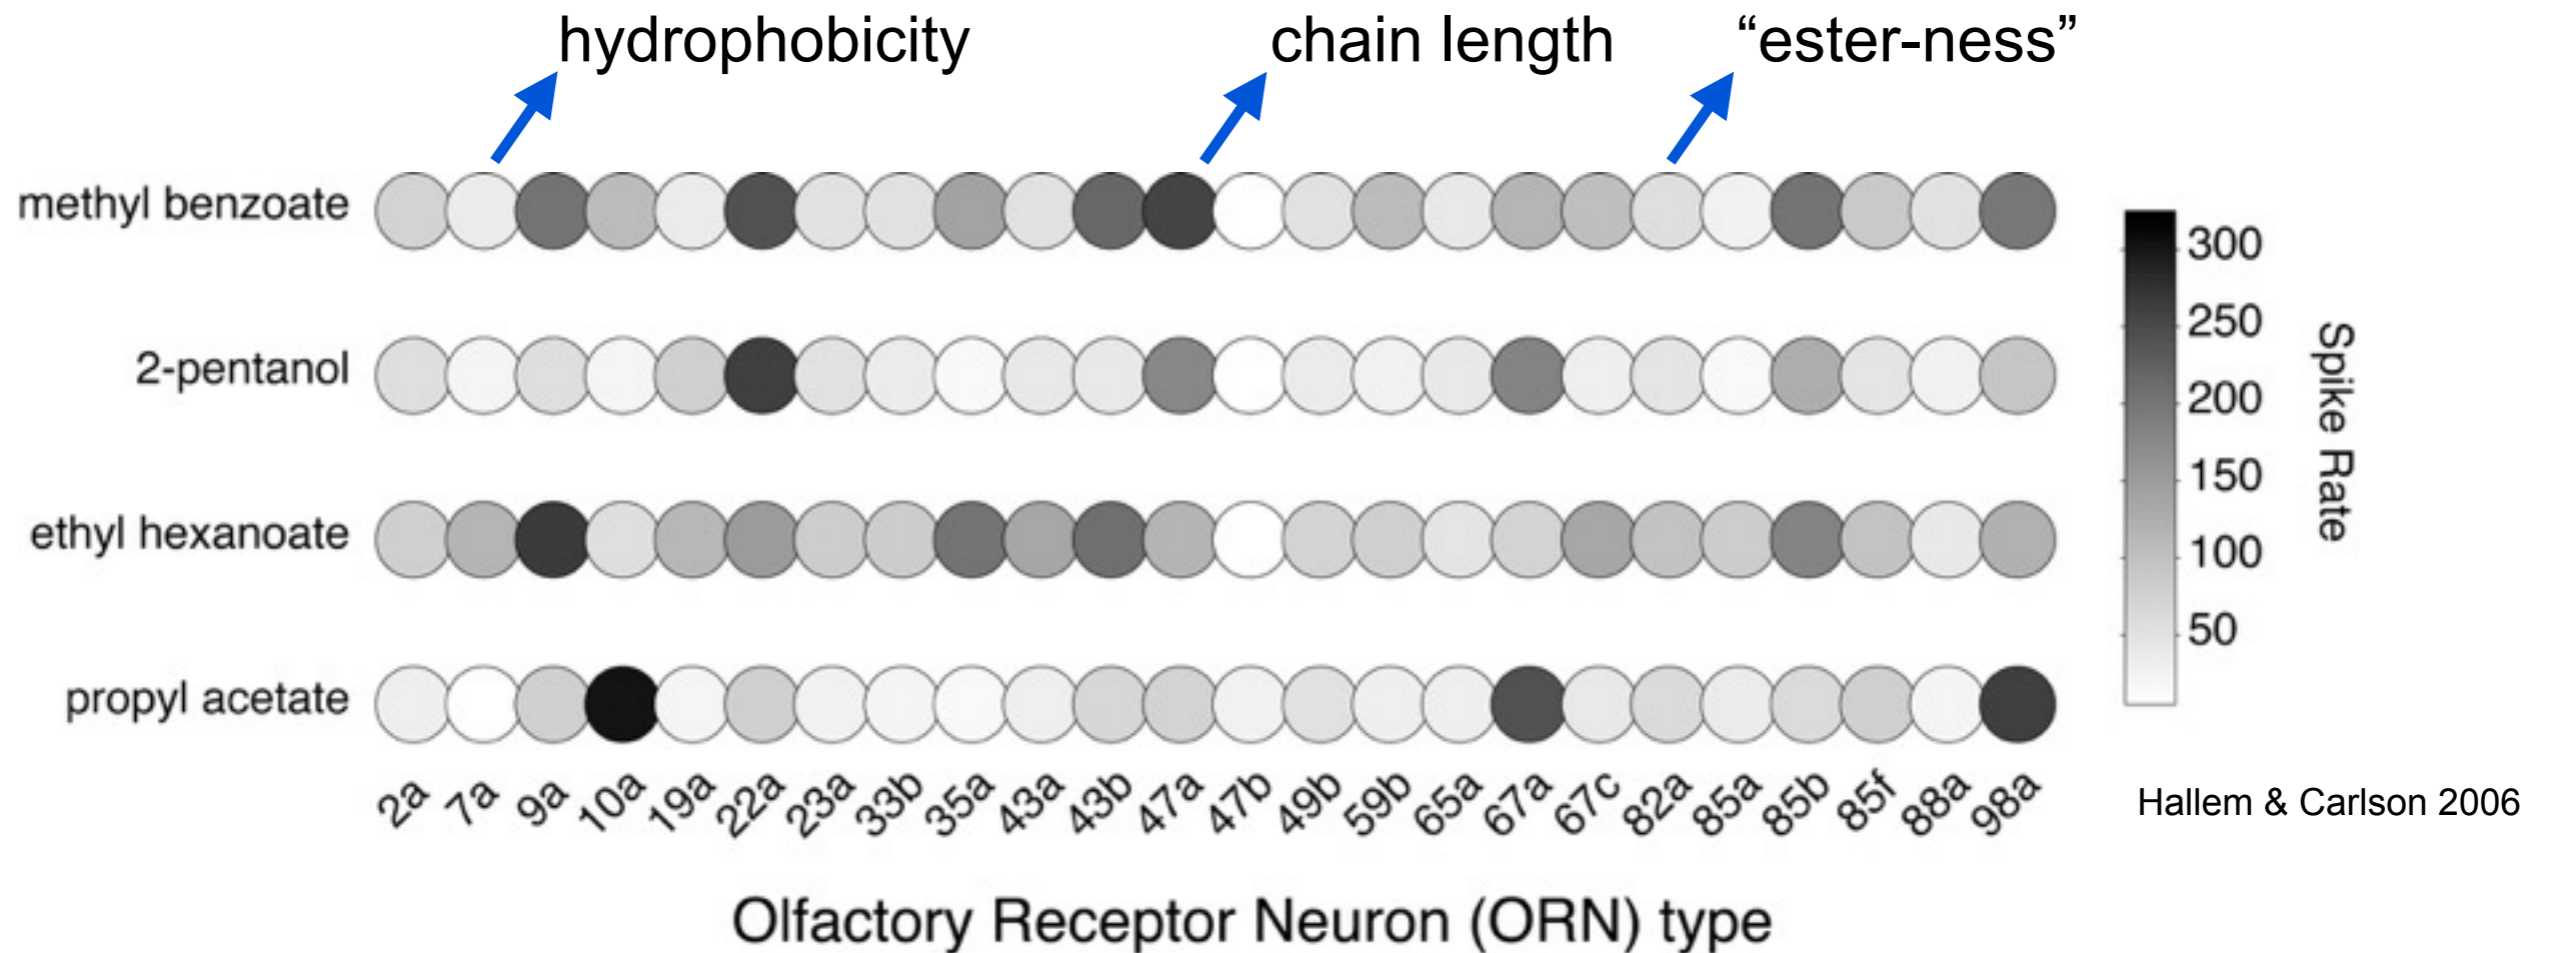 hydrophobicity chain length “ester-ness”
methyl benzoate
2-pentanol
ethyl hexanoate
propyl acetate
2a 7a 9a 10a 19a 22a 23a 33b 35a 43a 43b 47a 47b 49b 59b 65a 67a 67c 82a 85a 85b 85f 88a 98a
Olfactory Receptor Neuron (ORN) type
300
250
200
150
100
50
Spike Rate
Hallem & Carlson 2006